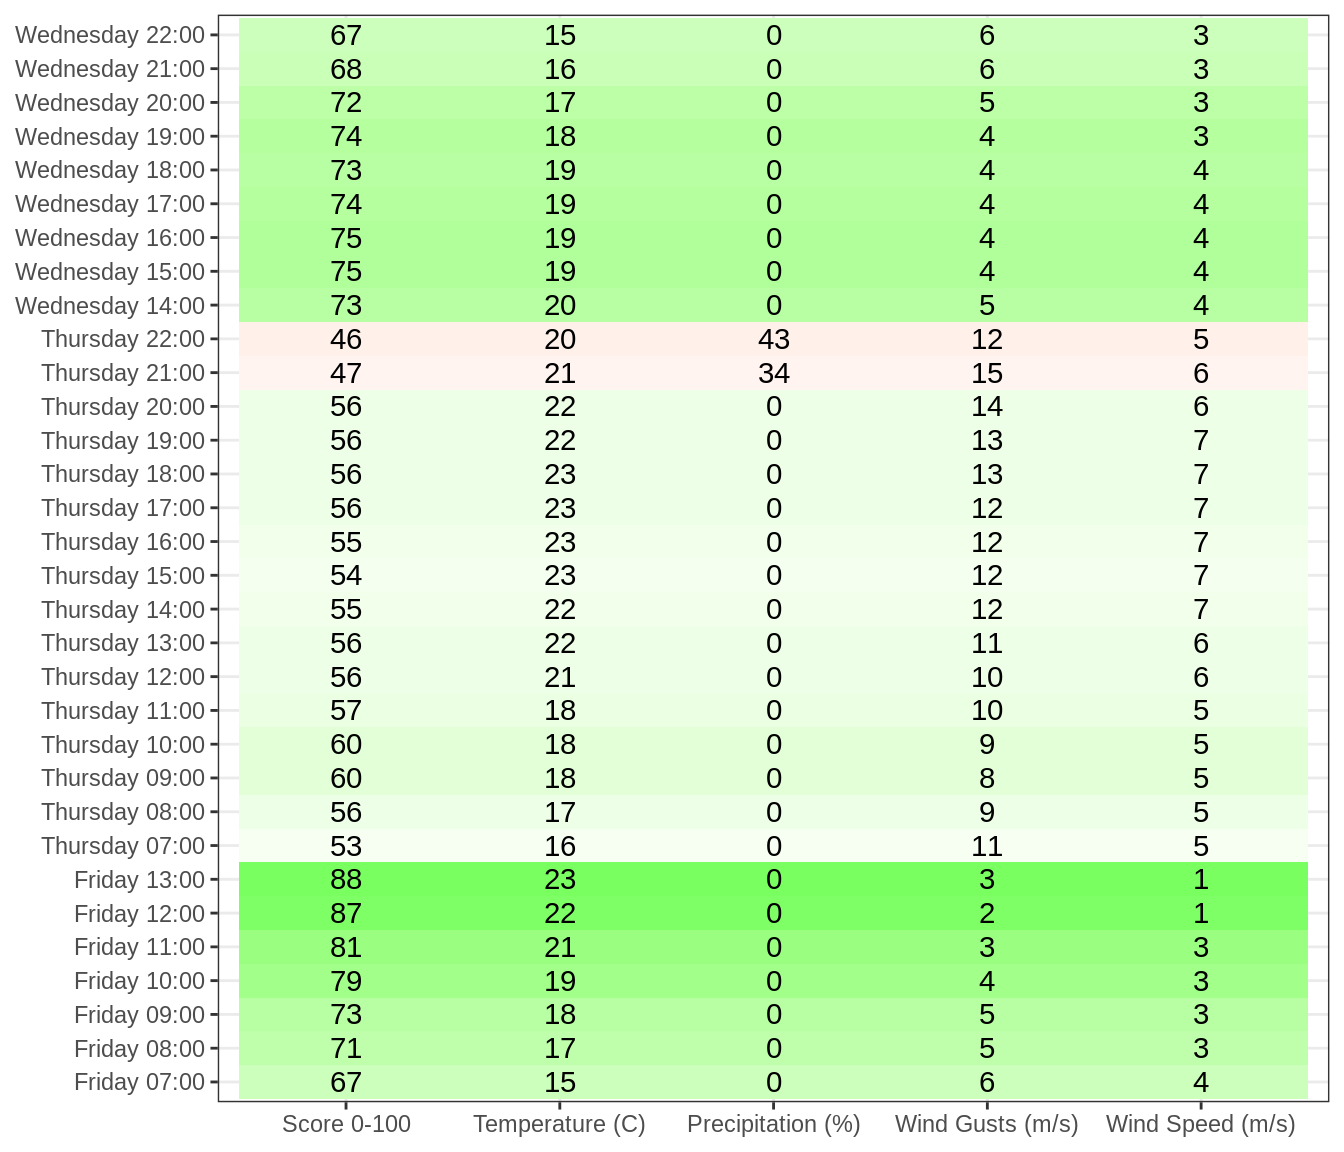 Wednesday 22:00 67 15 0 6 3
Wednesday 21:00 68 16 0 6 3
Wednesday 20:00 72 17 0 5 3
Wednesday 19:00 74 18 0 4 3
Wednesday 18:00 73 19 0 4 4
Wednesday 17:00 74 19 0 4 4
Wednesday 16:00 75 19 0 4 4
Wednesday 15:00 75 19 0 4 4
Wednesday 14:00 73 20 0 5 4
Thursday 22:00 46 20 43 12 5
Thursday 21:00 47 21 34 15 6
Thursday 20:00 56 22 0 14 6
Thursday 19:00 56 22 0 13 7
Thursday 18:00 56 23 0 13 7
Thursday 17:00 56 23 0 12 7
Thursday 16:00 55 23 0 12 7
Thursday 15:00 54 23 0 12 7
Thursday 14:00 55 22 0 12 7
Thursday 13:00 56 22 0 11 6
Thursday 12:00 56 21 0 10 6
Thursday 11:00 57 18 0 10 5
Thursday 10:00 60 18 0 9 5
Thursday 09:00 60 18 0 8 5
Thursday 08:00 56 17 0 9 5
Thursday 07:00 53 16 0 11 5
Friday 13:00 88 23 0 3 1
Friday 12:00 87 22 0 2 1
Friday 11:00 81 21 0 3 3
Friday 10:00 79 19 0 4 3
Friday 09:00 73 18 0 5 3
Friday 08:00 71 17 0 5 3
Friday 07:00 67 15 0 6 4
Score 0-100 Temperature (C) Precipitation (%) Wind Gusts (m/s) Wind Speed (m/s)